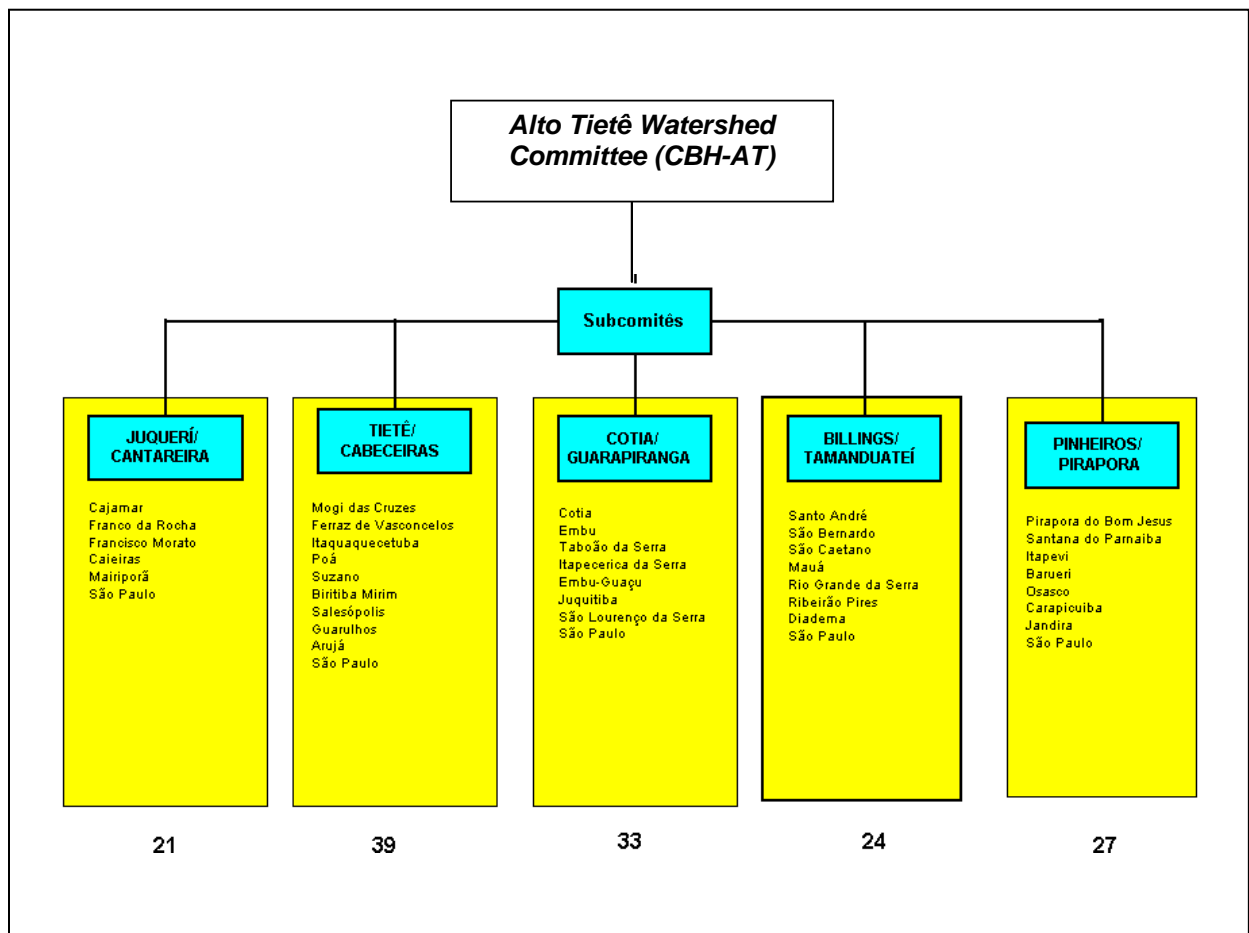 Alto Tietê Watershed
Committee (CBH-AT)
Subcomitês
JUQUERÍ/
CANTAREIRA
Cajamar
Franco da Rocha
Francisco Morato
Caieiras
Mairiporã
São Paulo
21
TIETÊ/
CABECEIRAS
Mogi das Cruzes
Ferraz de Vasconcelos
Itaquaquecetuba
Poá
Suzano
Biritiba Mirim
Salesópolis
Guarulhos
Arujá
São Paulo
39
COTIA/
GUARAPIRANGA
Cotia
Embu
Taboão da Serra
Itapecerica da Serra
Embu-Guaçu
Juquitiba
São Lourenço da Serra
São Paulo
33
BILLINGS/
TAMANDUATEÍ
Santo André
São Bernardo
São Caetano
Mauá
Rio Grande da Serra
Ribeirão Pires
Diadema
São Paulo
24
PINHEIROS/
PIRAPORA
Pirapora do Bom Jesus
Santana do Parnaiba
Itapevi
Barueri
Osasco
Carapicuiba
Jandira
São Paulo
27